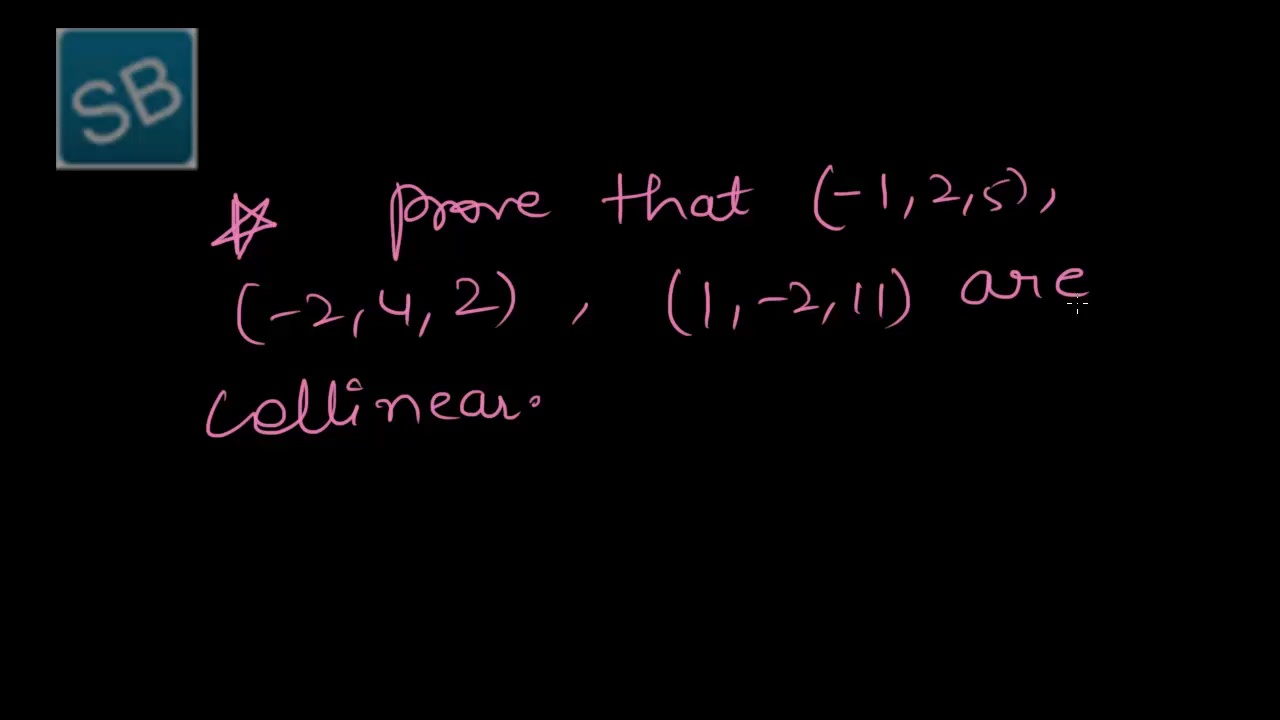 SB
prove that (-1,2,5),
(-2,4,2) , (1,-2,11) are
collinear.